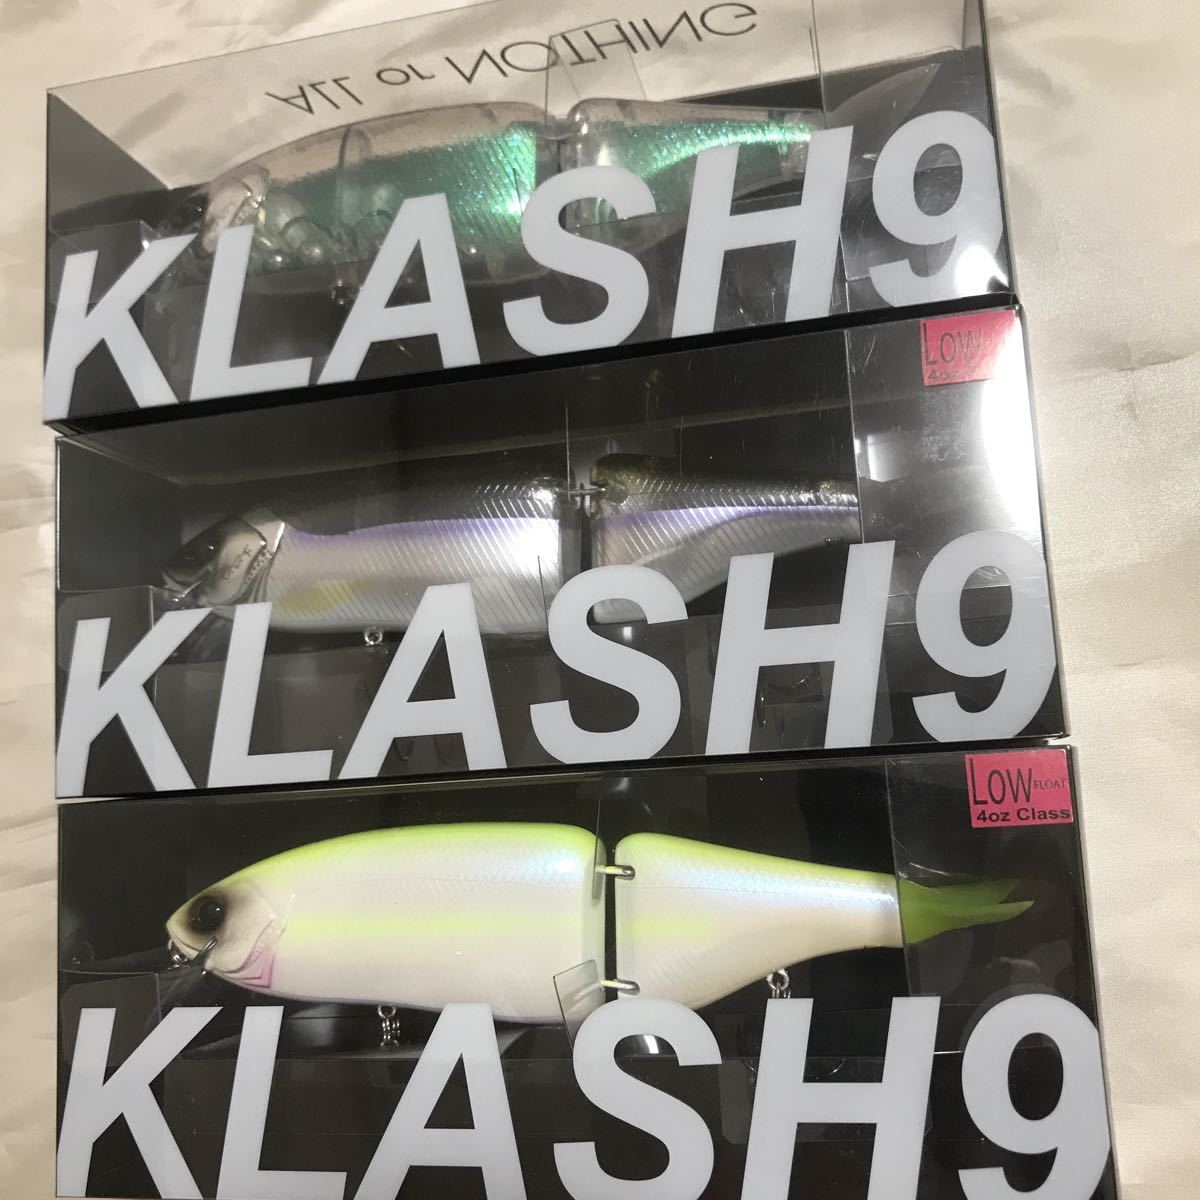 ALL or NOTHING
KLASH9
LOW
4oz
KLASH9
LOW FLOAT
4oz Class
KLASH9